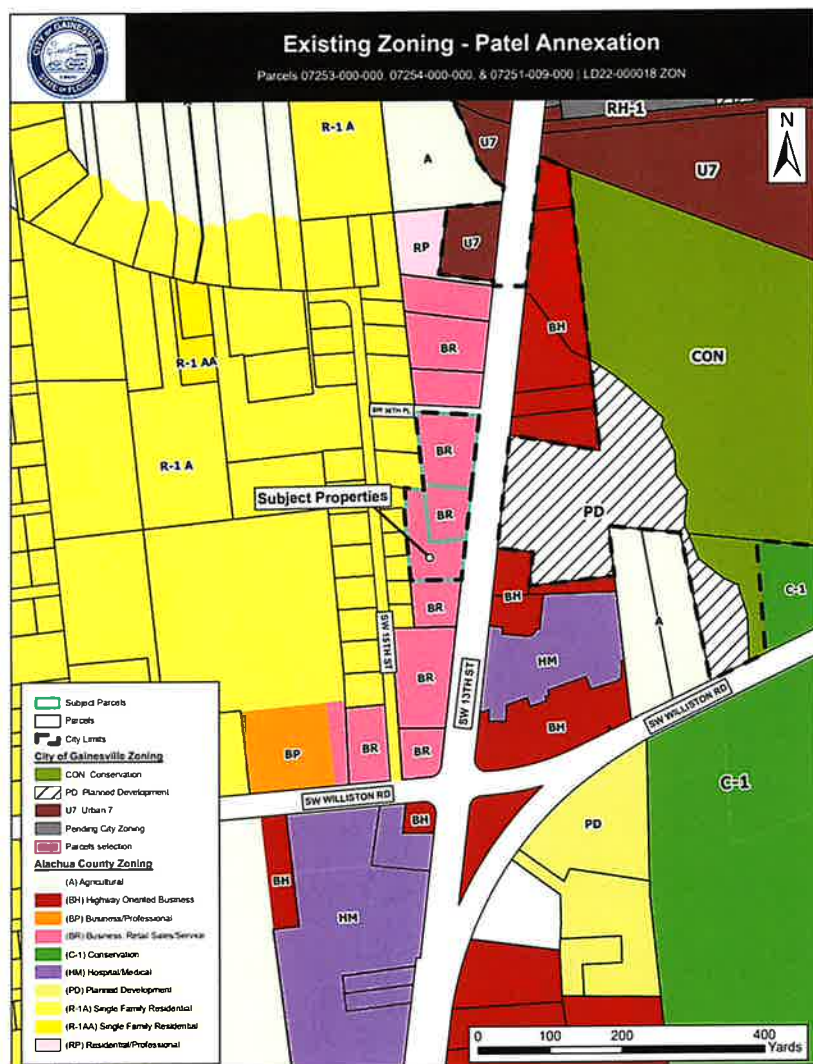 CITY OF GAINESVILLE
STATE OF FLORIDA
Existing Zoning - Patel Annexation
Parcels 07253-000-000, 07254-000-000, & 07251-009-000 | LD22-000018 ZON
N
RH-1
R-1 A
A
U7
U7
RP
U7
BH
BR
CON
R-1 AA
BR
R-1 A
BR
PD
Subject Properties
C-1
BR
BH
A
HM
SW 15TH ST
BR
SW 13TH ST
SW WILLISTON RD
BH
BP
BR
BR
C-1
SW WILLISTON RD
BH
PD
BH
HM
Subject Parcels
Parcels
City Limits
City of Gainesville Zoning
CON Conservation
PD Planned Development
U7 Urban 7
Pending City Zoning
Parcels selection
Alachua County Zoning
(A) Agricultural
(BH) Highway Oriented Business
(BP) Business/Professional
(BR) Business, Retail Sales/Service
(C-1) Conservation
(HM) Hospital/Medical
(PD) Planned Development
(R-1A) Single Family Residential
(R-1AA) Single Family Residential
(RP) Residential/Professional
0 100 200 400
Yards